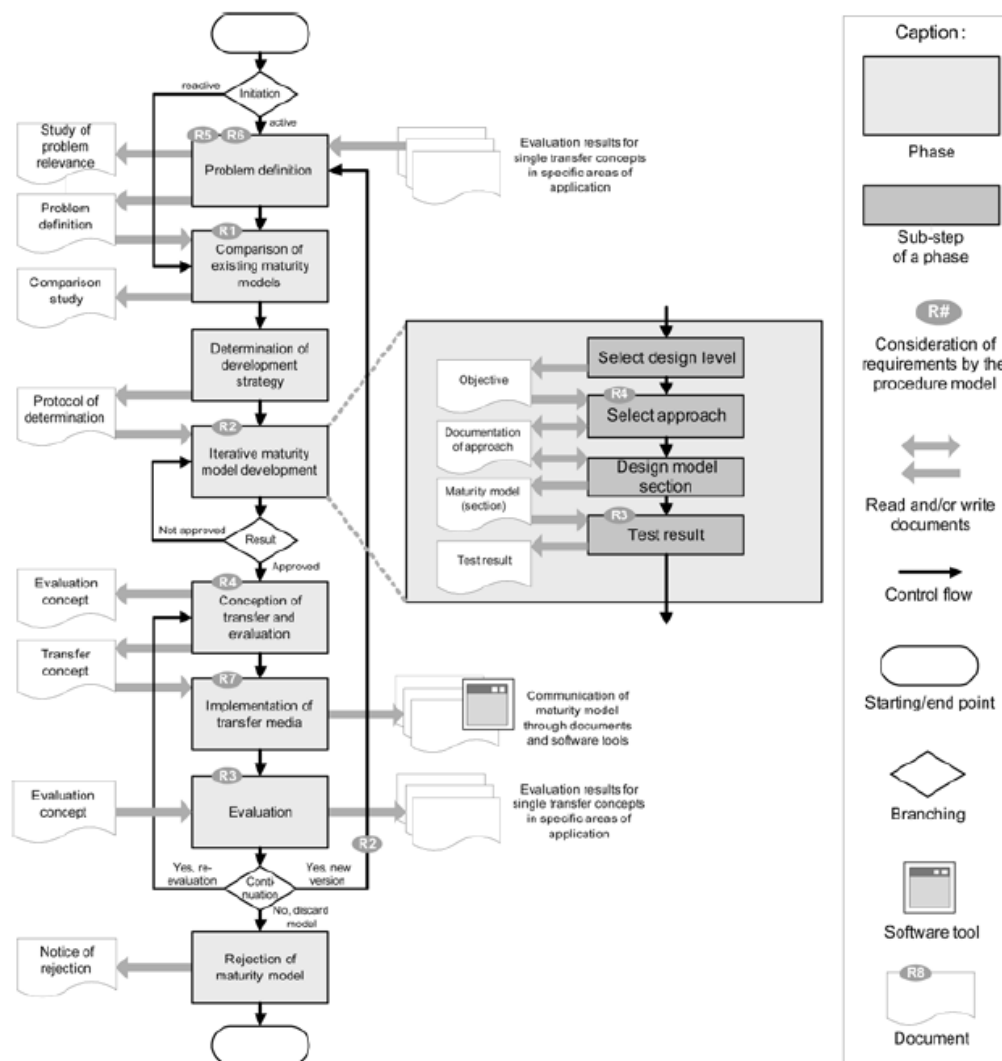 Initiation
reactive
active
R5 R6
Problem definition
Study of
problem
relevance
Problem
definition
Evaluation results for
single transfer concepts
in specific areas of
application
R1
Comparison of
existing maturity
models
Comparison
study
Determination of
development
strategy
Protocol of
determination
R2
Iterative maturity
model development
Not approved
Result
Approved
R4
Conception of
transfer and
evaluation
Evaluation
concept
Transfer
concept
R7
Implementation of
transfer media
Communication of
maturity model
through documents
and software tools
R3
Evaluation
Evaluation
concept
Evaluation results for
single transfer concepts
in specific areas of
application
R2
Yes, re-
evaluation
Conti-
nuation
Yes, new
version
No, discard
model
Rejection of
maturity model
Notice of
rejection
Select design level
Objective
R4
Select approach
Documentation
of approach
Design model
section
Maturity model
(section)
R3
Test result
Test result
Caption :
Phase
Sub-step
of a phase
R#
Consideration of
requirements by the
procedure model
Read and/or write
documents
Control flow
Starting/end point
Branching
Software tool
R8
Document